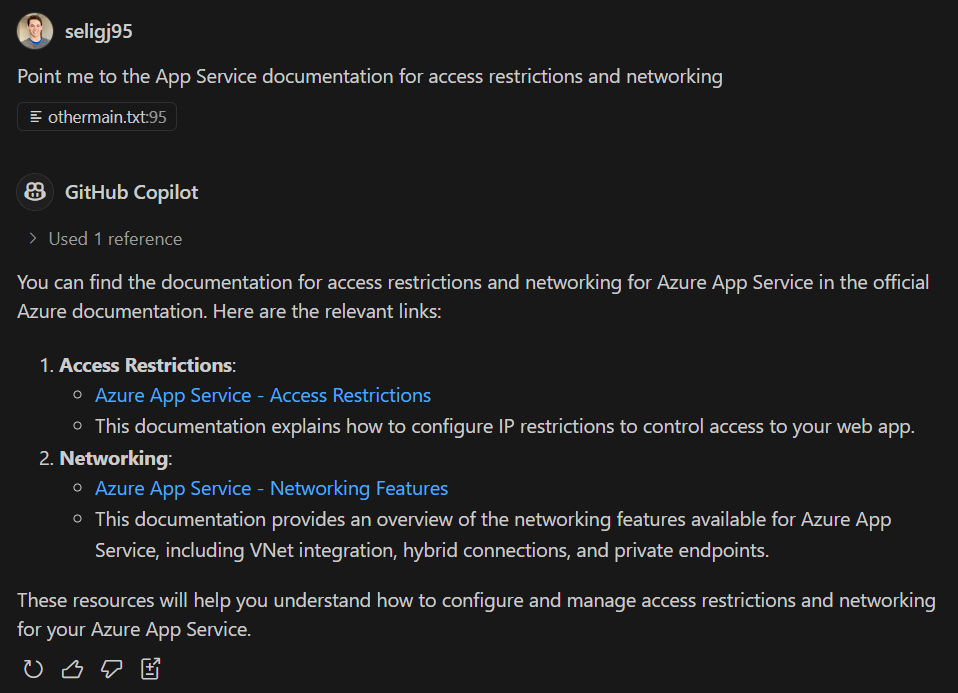 seligj95
Point me to the App Service documentation for access restrictions and networking
othermain.txt:95
GitHub Copilot
Used 1 reference
You can find the documentation for access restrictions and networking for Azure App Service in the official
Azure documentation. Here are the relevant links:
1. Access Restrictions:
Azure App Service - Access Restrictions
This documentation explains how to configure IP restrictions to control access to your web app.
2. Networking:
Azure App Service - Networking Features
This documentation provides an overview of the networking features available for Azure App
Service, including VNet integration, hybrid connections, and private endpoints.
These resources will help you understand how to configure and manage access restrictions and networking
for your Azure App Service.